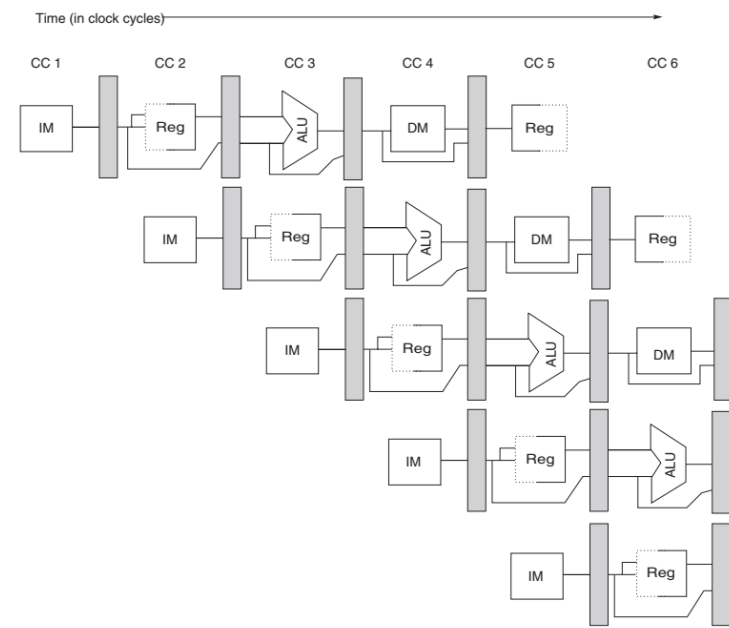 Time (in clock cycles)
CC 1 CC 2 CC 3 CC 4 CC 5 CC 6
IM Reg ALU DM Reg
IM Reg ALU DM Reg
IM Reg ALU DM
IM Reg ALU
IM Reg